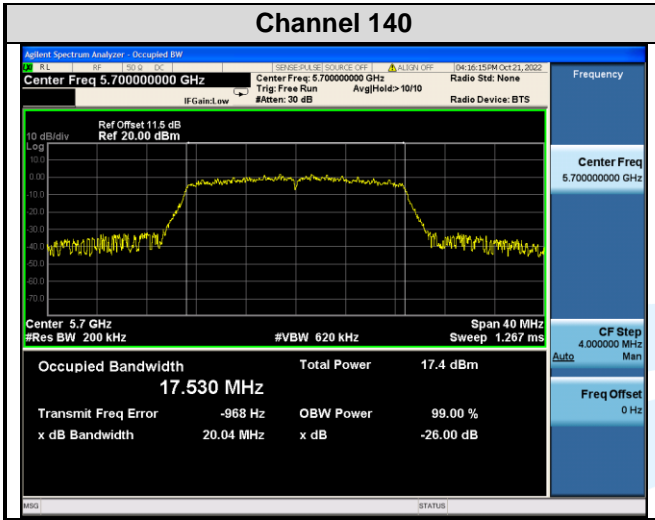 Channel 140
Agilent Spectrum Analyzer - Occupied BW
RL RF 50 Ω DC SENSE:PULSE SOURCE OFF ALIGN OFF 04:16:15PM Oct 21, 2022
Center Freq 5.700000000 GHz Center Freq: 5.700000000 GHz Radio Std: None
Trig: Free Run Avg|Hold:> 10/10
IFGain:Low #Atten: 30 dB Radio Device: BTS
Frequency
Ref Offset 11.5 dB
10 dB/div Ref 20.00 dBm
Log
10.0
0.00
-10.0
-20.0
-30.0
-40.0
-50.0
-60.0
-70.0
Center Freq
5.700000000 GHz
Center 5.7 GHz Span 40 MHz
#Res BW 200 kHz #VBW 620 kHz Sweep 1.267 ms
CF Step
4.000000 MHz
Auto Man
Occupied Bandwidth Total Power 17.4 dBm
17.530 MHz
Transmit Freq Error -968 Hz OBW Power 99.00 %
x dB Bandwidth 20.04 MHz x dB -26.00 dB
Freq Offset
0 Hz
MSG STATUS